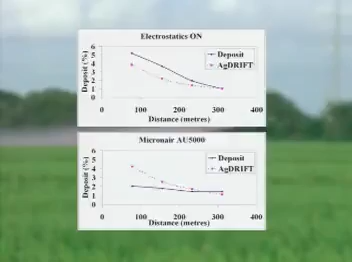 Electrostatics ON
Deposit (%)
6
5
4
3
2
1
0
Deposit
AgDRIFT
0 100 200 300 400
Distance (metres)
Micronair AU5000
Deposit (%)
6
5
4
3
2
1
0
Deposit
AgDRIFT
0 100 200 300 400
Distance (metres)